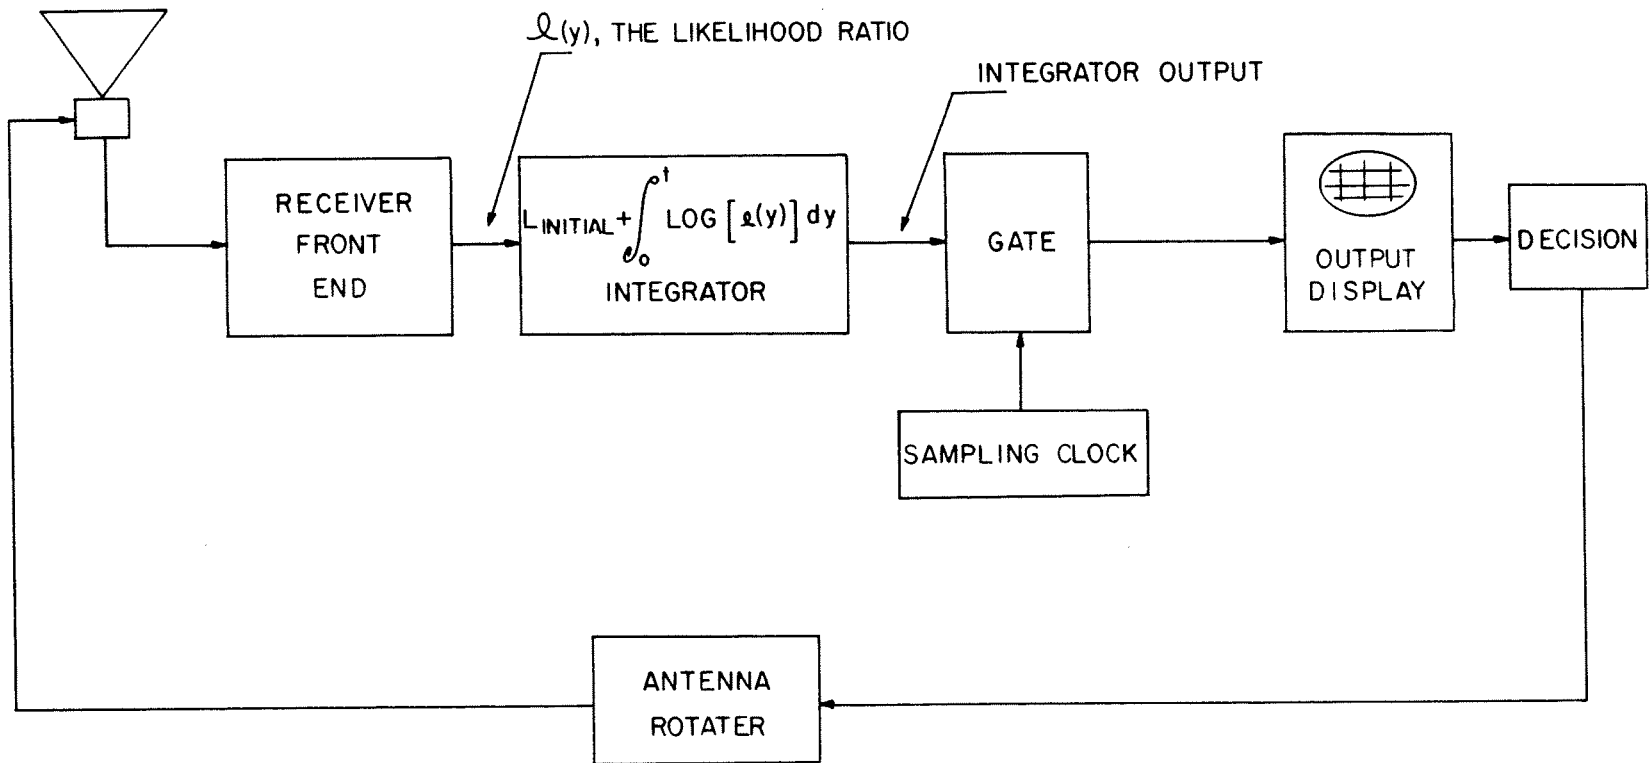 ℓ(y), THE LIKELIHOOD RATIO
INTEGRATOR OUTPUT
RECEIVER
FRONT
END
L INITIAL + ∫₀ᵗ LOG [ℓ(y)] dy
INTEGRATOR
GATE
OUTPUT
DISPLAY
DECISION
SAMPLING CLOCK
ANTENNA
ROTATER